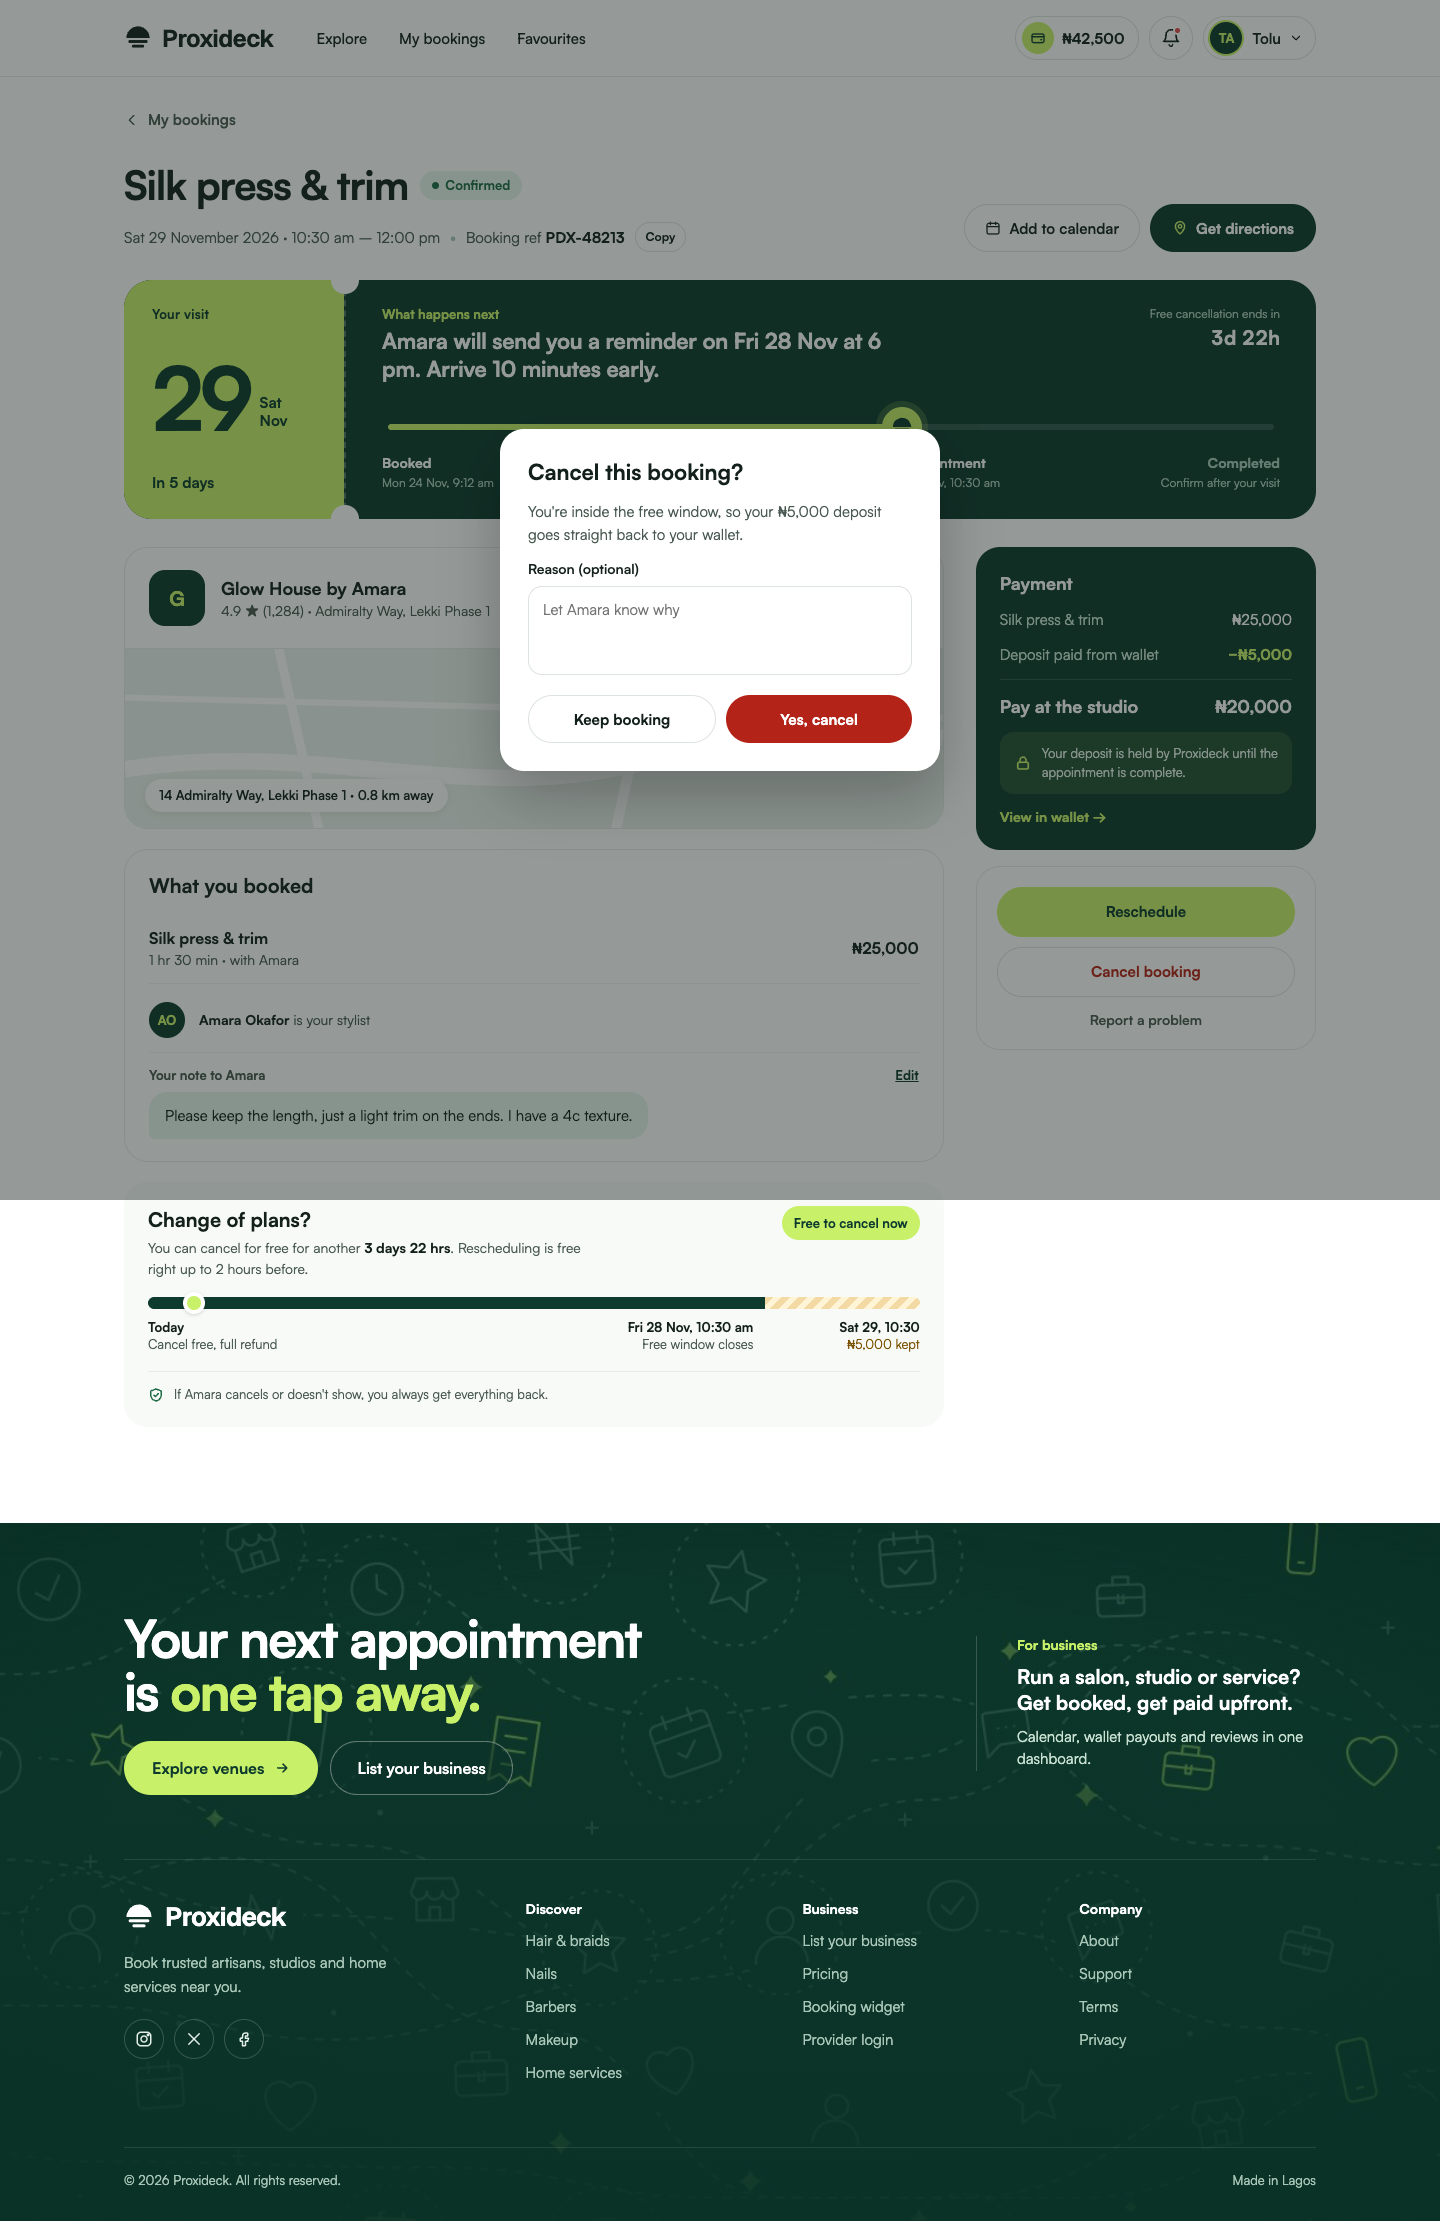 Proxideck
Explore
My bookings
Favourites
₦42,500
TA
Tolu
My bookings
Silk press & trim
Confirmed
Sat 29 November 2026 · 10:30 am — 12:00 pm • Booking ref PDX-48213
Copy
Add to calendar
Get directions
Your visit
29
Sat
Nov
In 5 days
What happens next
Amara will send you a reminder on Fri 28 Nov at 6
pm. Arrive 10 minutes early.
Free cancellation ends in
3d 22h
Booked
Mon 24 Nov, 9:12 am
ntment
v, 10:30 am
Completed
Confirm after your visit
Cancel this booking?
You're inside the free window, so your ₦5,000 deposit
goes straight back to your wallet.
Reason (optional)
Let Amara know why
Keep booking
Yes, cancel
G
Glow House by Amara
4.9 ★ (1,284) · Admiralty Way, Lekki Phase 1
14 Admiralty Way, Lekki Phase 1 · 0.8 km away
Payment
Silk press & trim
₦25,000
Deposit paid from wallet
−₦5,000
Pay at the studio
₦20,000
Your deposit is held by Proxideck until the
appointment is complete.
View in wallet →
Reschedule
Cancel booking
Report a problem
What you booked
Silk press & trim
1 hr 30 min · with Amara
₦25,000
AO
Amara Okafor is your stylist
Your note to Amara
Edit
Please keep the length, just a light trim on the ends. I have a 4c texture.
Change of plans?
You can cancel for free for another 3 days 22 hrs. Rescheduling is free
right up to 2 hours before.
Free to cancel now
Today
Cancel free, full refund
Fri 28 Nov, 10:30 am
Free window closes
Sat 29, 10:30
₦5,000 kept
If Amara cancels or doesn't show, you always get everything back.
Your next appointment
is one tap away.
Explore venues →
List your business
For business
Run a salon, studio or service?
Get booked, get paid upfront.
Calendar, wallet payouts and reviews in one
dashboard.
Proxideck
Book trusted artisans, studios and home
services near you.
Discover
Hair & braids
Nails
Barbers
Makeup
Home services
Business
List your business
Pricing
Booking widget
Provider login
Company
About
Support
Terms
Privacy
© 2026 Proxideck. All rights reserved.
Made in Lagos